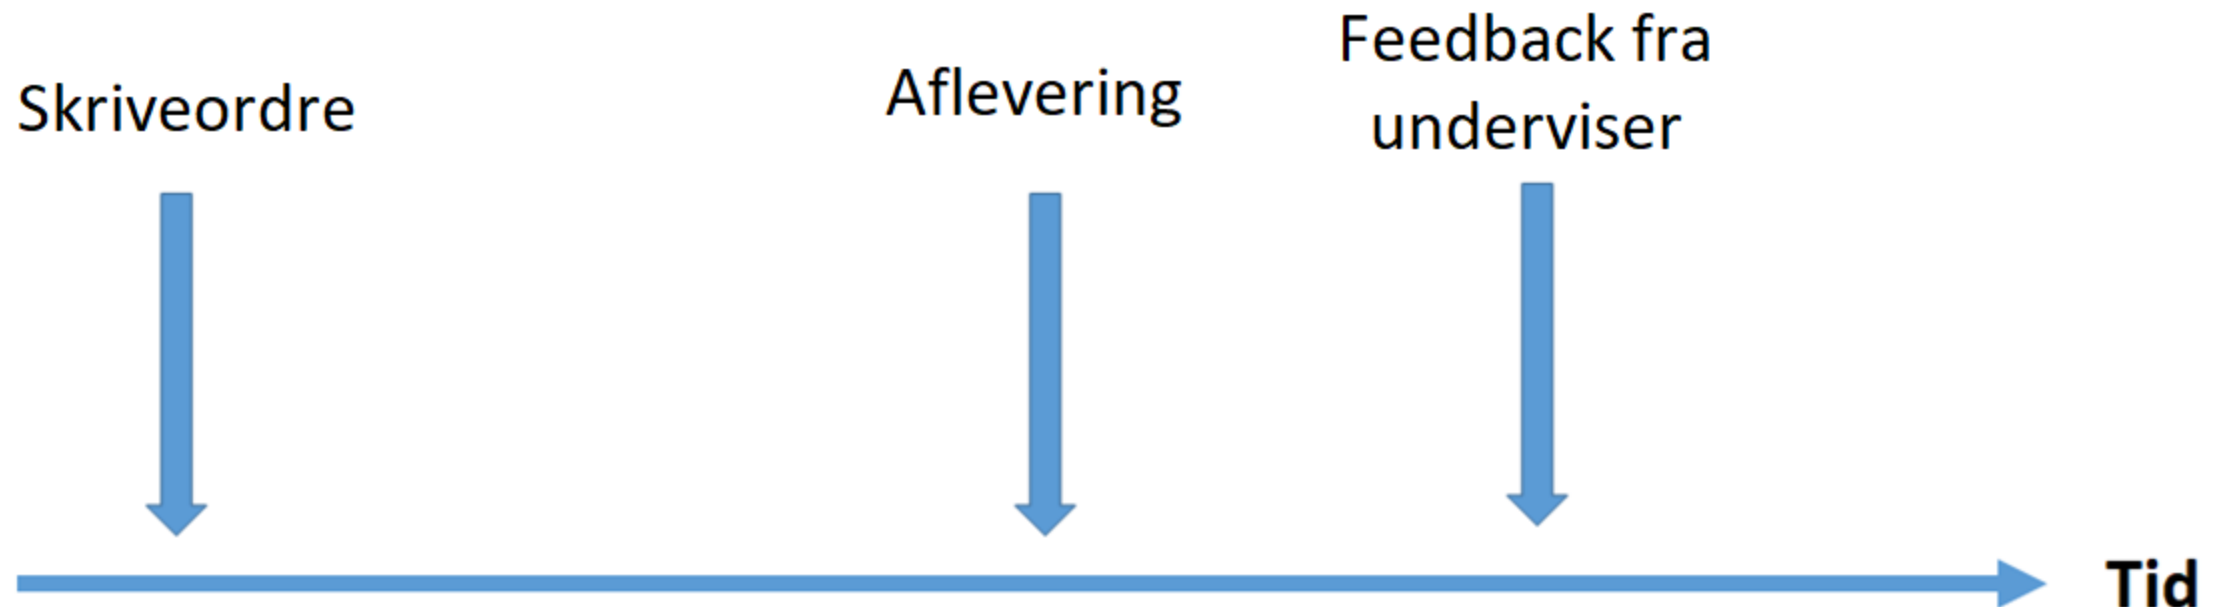 Skriveordre
Aflevering
Feedback fra
underviser
Tid